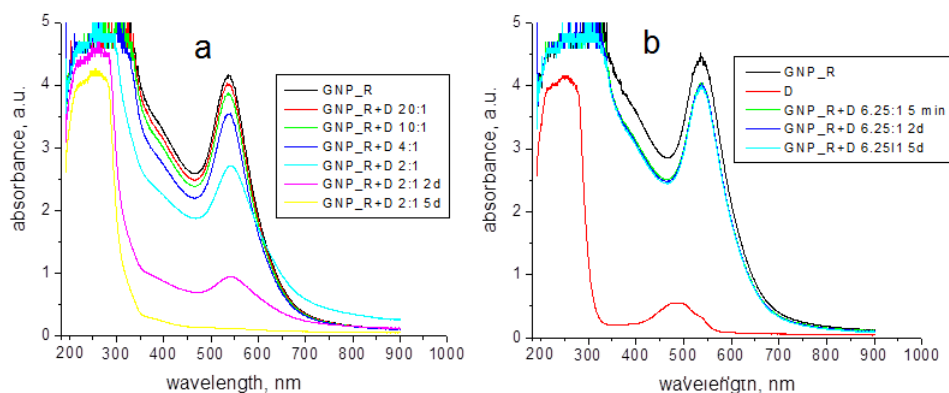 a
absorbance, a.u.
5
4
3
2
1
0
GNP_R
GNP_R+D 20:1
GNP_R+D 10:1
GNP_R+D 4:1
GNP_R+D 2:1
GNP_R+D 2:1 2d
GNP_R+D 2:1 5d
200 300 400 500 600 700 800 900 1000
wavelength, nm
b
absorbance, a.u.
5
4
3
2
1
0
GNP_R
D
GNP_R+D 6.25:1 5 min
GNP_R+D 6.25:1 2d
GNP_R+D 6.25l1 5d
200 300 400 500 600 700 800 900 1000
wavelength, nm